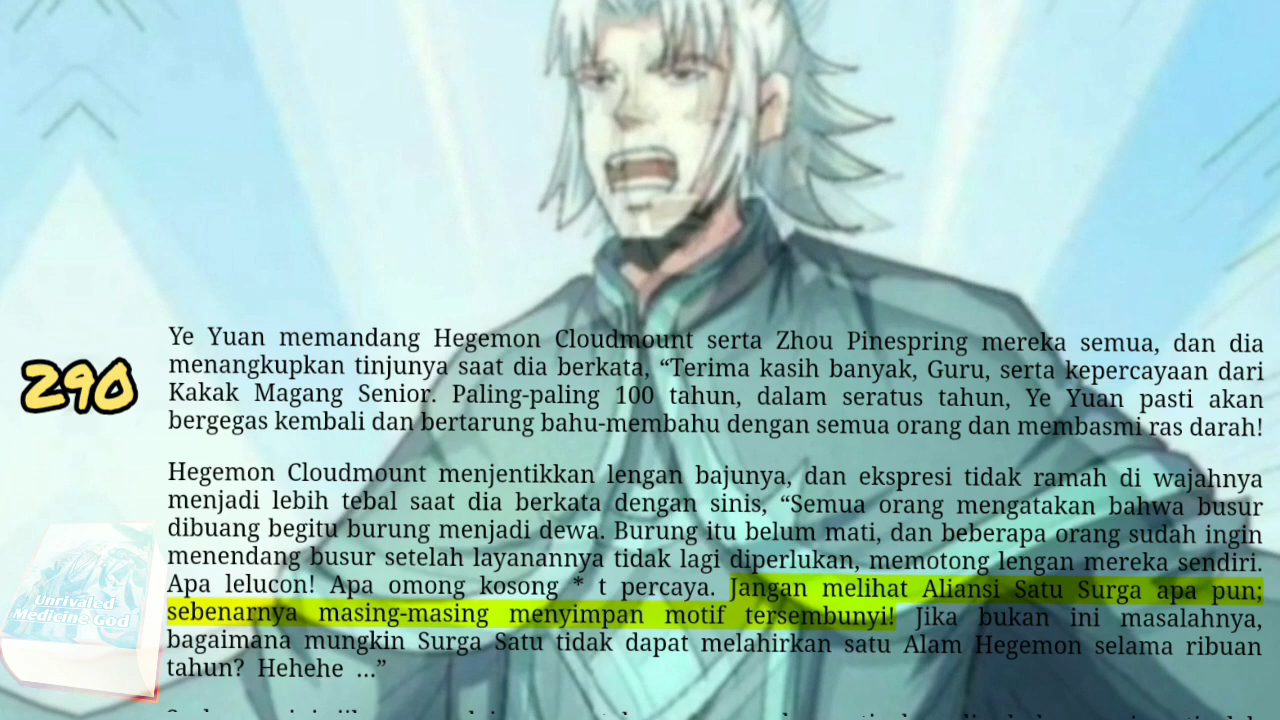 Ye Yuan memandang Hegemon Cloudmount serta Zhou Pinespring mereka semua, dan dia
menangkupkan tinjunya saat dia berkata, “Terima kasih banyak, Guru, serta kepercayaan dari
290
Kakak Magang Senior. Paling-paling 100 tahun, dalam seratus tahun, Ye Yuan pasti akan
bergegas kembali dan bertarung bahu-membahu dengan semua orang dan membasmi ras darah!
Hegemon Cloudmount menjentikkan lengan bajunya, dan ekspresi tidak ramah di wajahnya
menjadi lebih tebal saat dia berkata dengan sinis, “Semua orang mengatakan bahwa busur
dibuang begitu burung menjadi dewa. Burung itu belum mati, dan beberapa orang sudah ingin
menendang busur setelah layanannya tidak lagi diperlukan, memotong lengan mereka sendiri.
Apa lelucon! Apa omong kosong * t percaya. Jangan melihat Aliansi Satu Surga apa pun;
sebenarnya masing-masing menyimpan motif tersembunyi! Jika bukan ini masalahnya,
bagaimana mungkin Surga Satu tidak dapat melahirkan satu Alam Hegemon selama ribuan
tahun? Hehehe ...”
Unrivaled
Medicine God